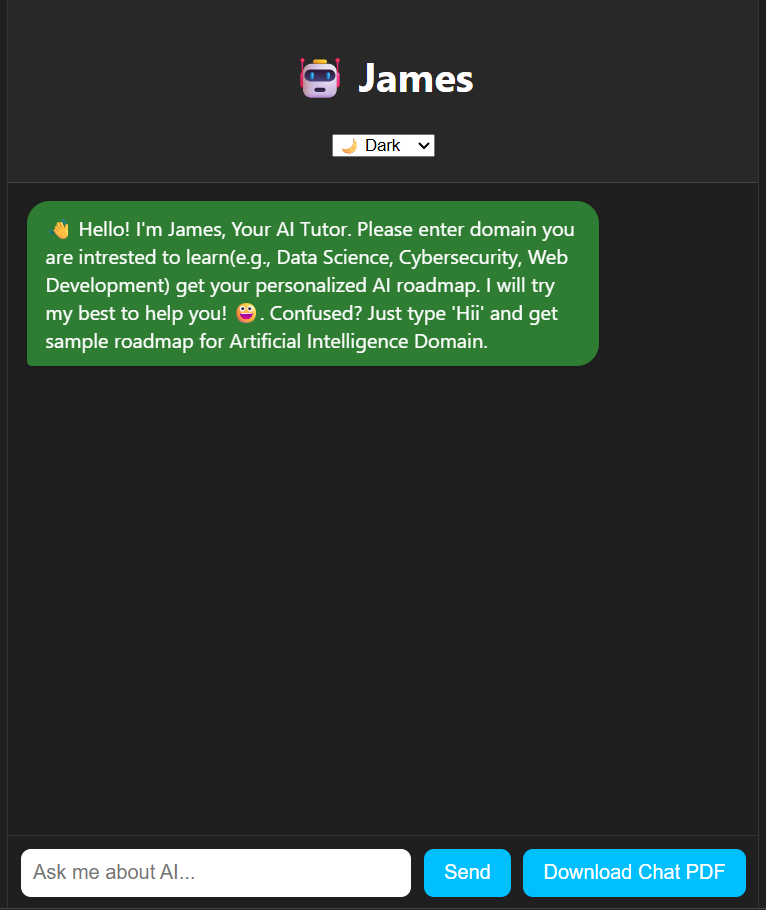 🤖 James
🌙 Dark
👋 Hello! I'm James, Your AI Tutor. Please enter domain you
are intrested to learn(e.g., Data Science, Cybersecurity, Web
Development) get your personalized AI roadmap. I will try
my best to help you! 😀. Confused? Just type 'Hii' and get
sample roadmap for Artificial Intelligence Domain.
Ask me about AI...
Send
Download Chat PDF